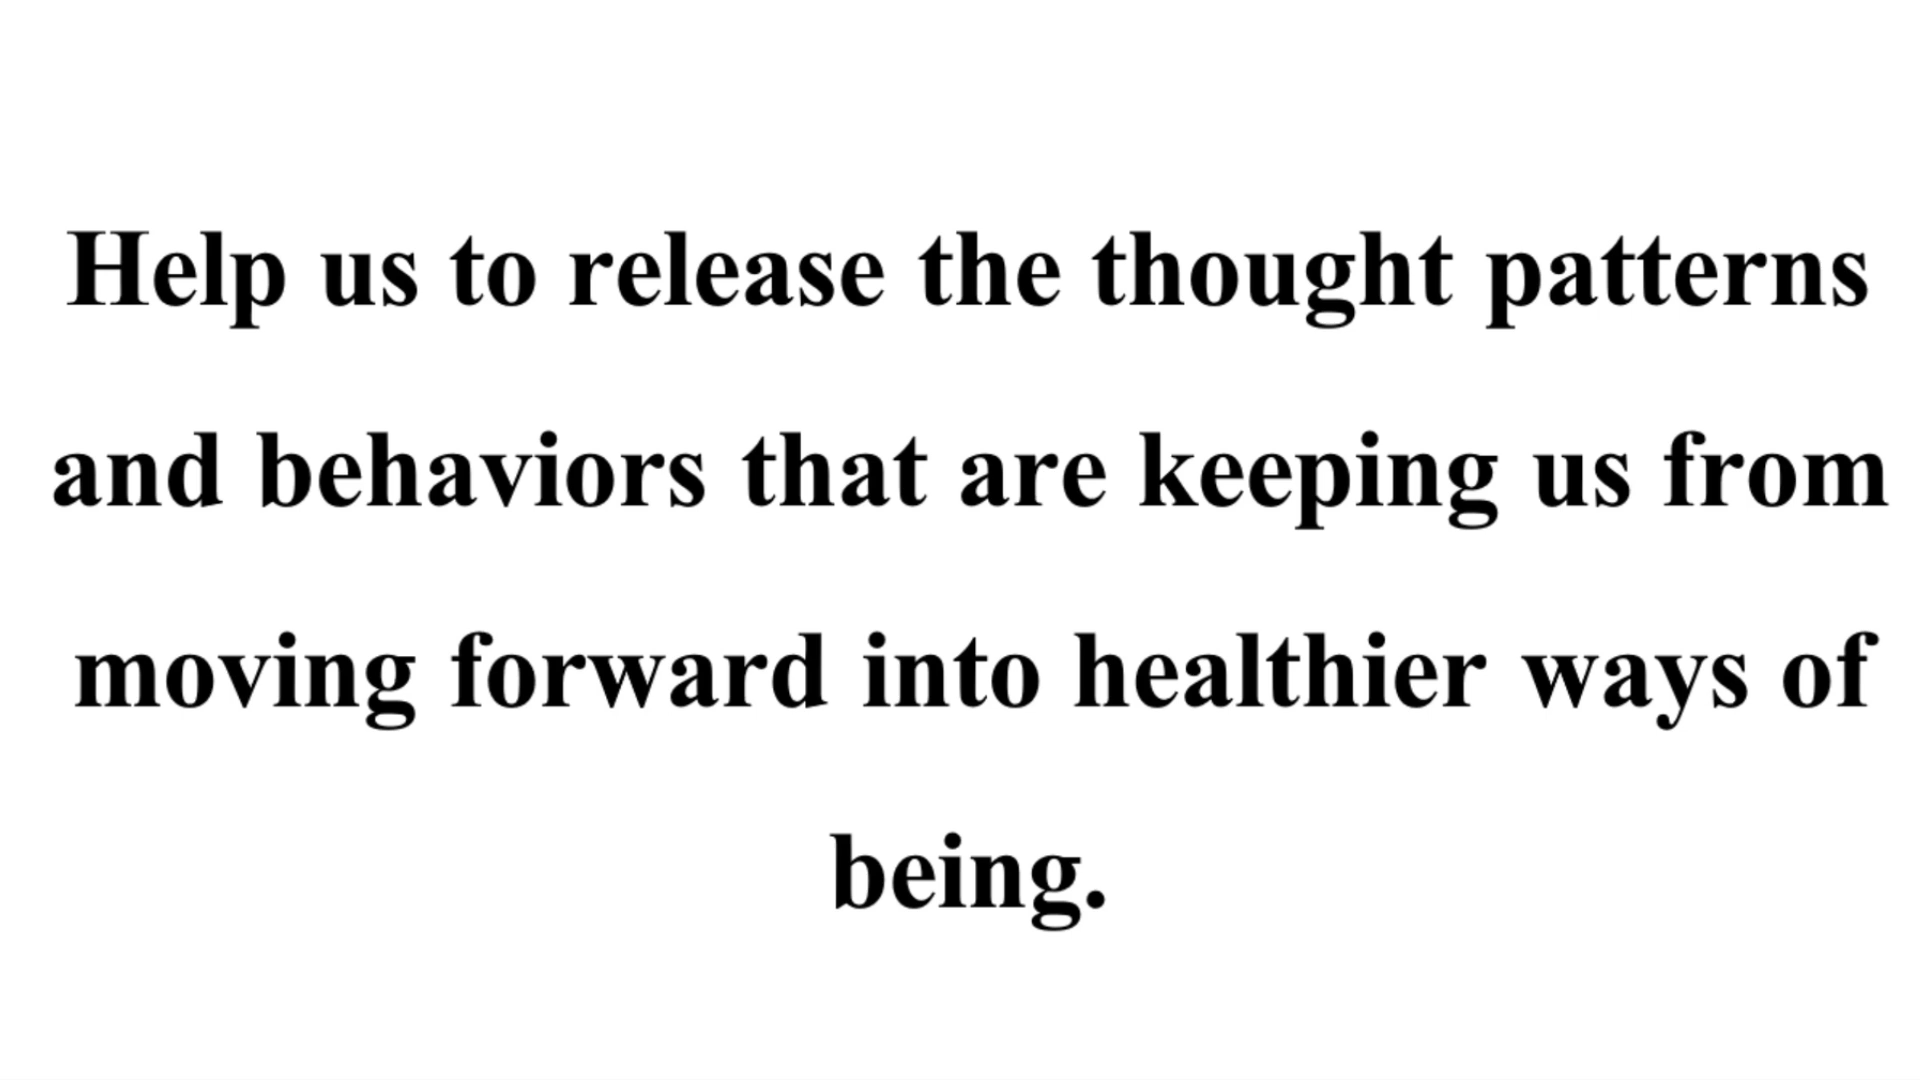 Help us to release the thought patterns
and behaviors that are keeping us from
moving forward into healthier ways of
being.